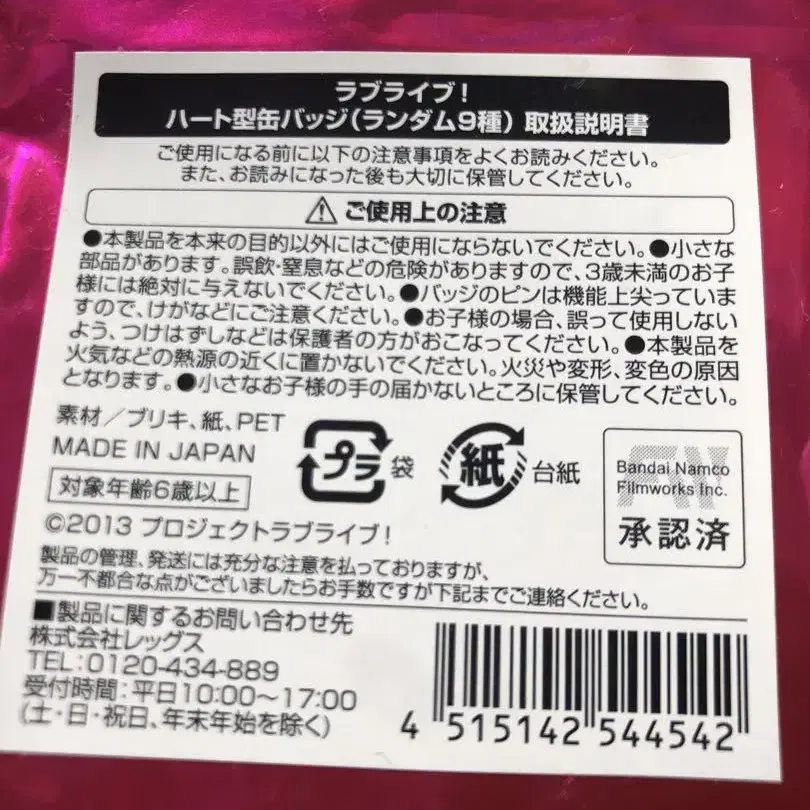 ラブライブ!
ハート型缶バッジ(ランダム9種) 取扱説明書
ご使用になる前に以下の注意事項をよくお読みください。
また、お読みになった後も大切に保管してください。
ご使用上の注意
●本製品を本来の目的以外にはご使用にならないでください。●小さな
部品があります。誤飲・窒息などの危険がありますので、3歳未満のお子
様には絶対に与えないでください。●バッジのピンは機能上尖っていま
すので、けがなどにご注意ください。●お子様の場合、誤って使用しない
よう、つけはずしなどは保護者の方がおこなってください。●本製品を
火気などの熱源の近くに置かないでください。火災や変形、変色の原因
となります。●小さなお子様の手の届かないところに保管してください。
素材/ブリキ、紙、PET
MADE IN JAPAN
対象年齢6歳以上
プラ 袋
紙 台紙
Bandai Namco
Filmworks Inc.
承認済
©2013 プロジェクトラブライブ!
製品の管理、発送には充分な注意を払っておりますが、
万一不都合な点がございましたらお手数ですが下記までご連絡ください。
■製品に関するお問い合わせ先
株式会社レッグス
TEL:0120-434-889
受付時間:平日10:00~17:00
(土・日・祝日、年末年始を除く)
4 515142 544542